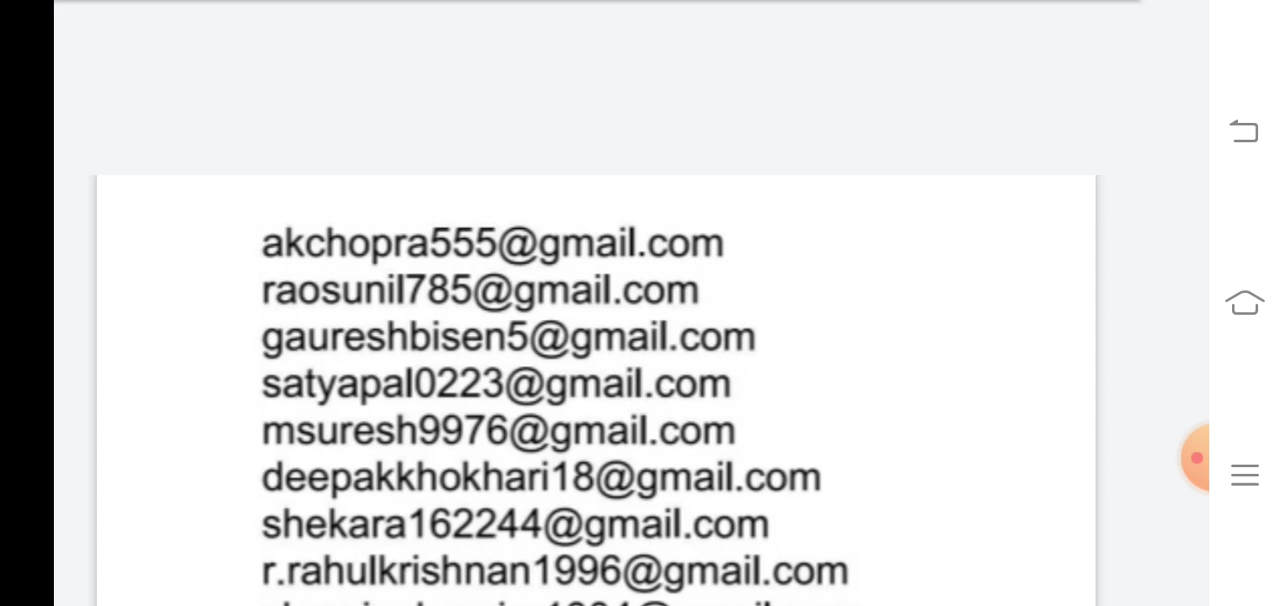 akchopra555@gmail.com
raosunil785@gmail.com
gaureshbisen5@gmail.com
satyapal0223@gmail.com
msuresh9976@gmail.com
deepakkhokhari18@gmail.com
shekara162244@gmail.com
r.rahulkrishnan1996@gmail.com